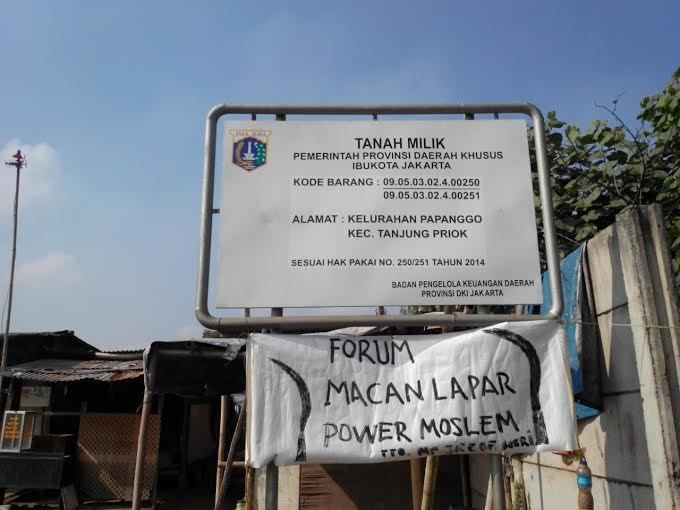 JAYA RAYA
TANAH MILIK
PEMERINTAH PROVINSI DAERAH KHUSUS
IBUKOTA JAKARTA
KODE BARANG : 09.05.03.02.4.00250
09.05.03.02.4.00251
ALAMAT : KELURAHAN PAPANGGO
KEC. TANJUNG PRIOK
SESUAI HAK PAKAI NO. 250/251 TAHUN 2014
BADAN PENGELOLA KEUANGAN DAERAH
PROVINSI DKI JAKARTA
FORUM
MACAN LAPAR
POWER MOSLEM
TTD. MR